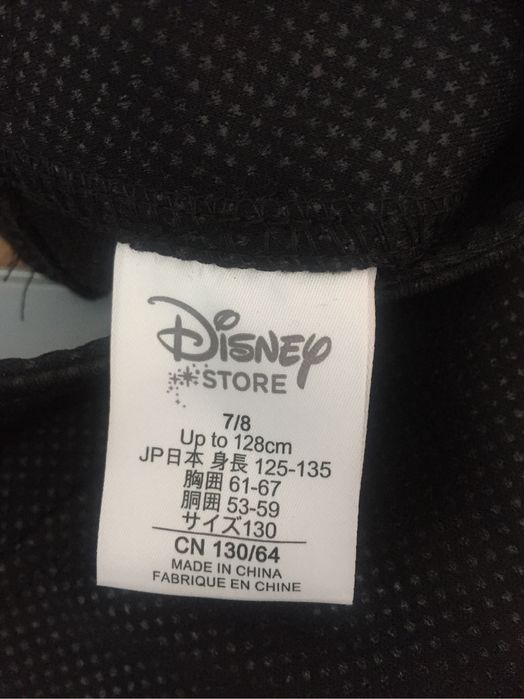 Disney
STORE
7/8
Up to 128cm
JP日本 身長 125-135
胸囲 61-67
胴囲 53-59
サイズ130
CN 130/64
MADE IN CHINA
FABRIQUE EN CHINE